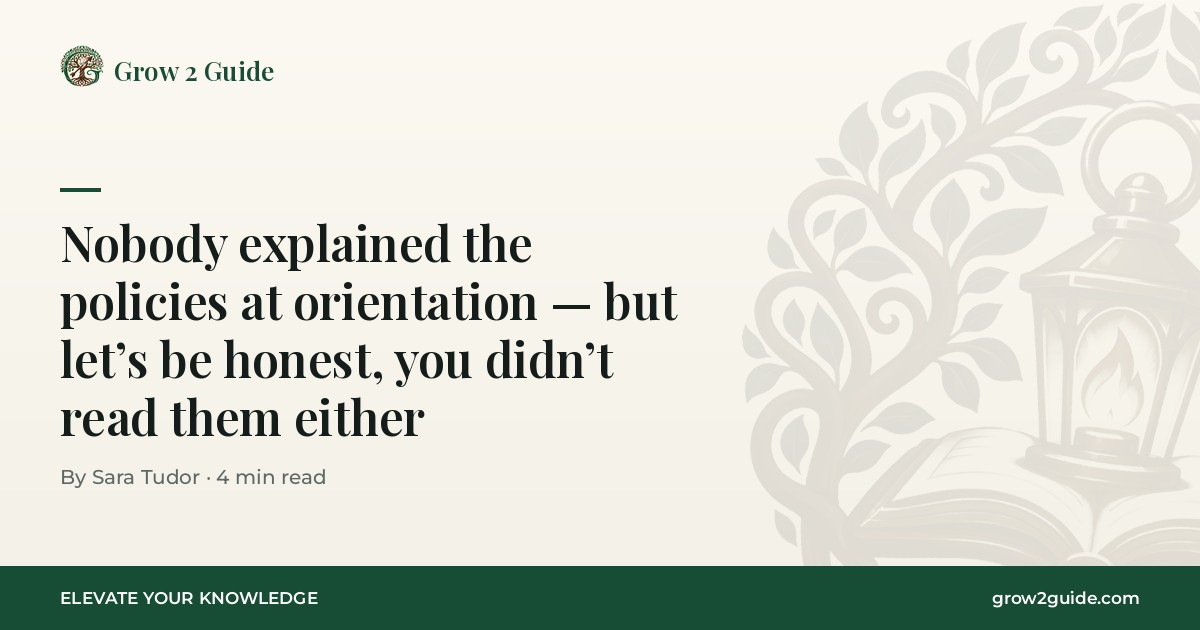 Grow 2 Guide
Nobody explained the
policies at orientation — but
let’s be honest, you didn’t
read them either
By Sara Tudor · 4 min read
ELEVATE YOUR KNOWLEDGE
grow2guide.com